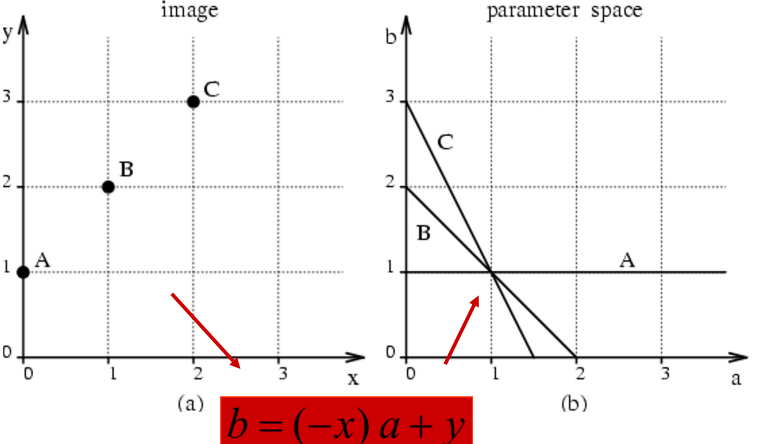 image
y
3
2
1
0
A
B
C
0 1 2 3
x
(a)
parameter space
b
3
2
1
0
C
B
A
0 1 2 3
a
(b)
b = (−x) a + y